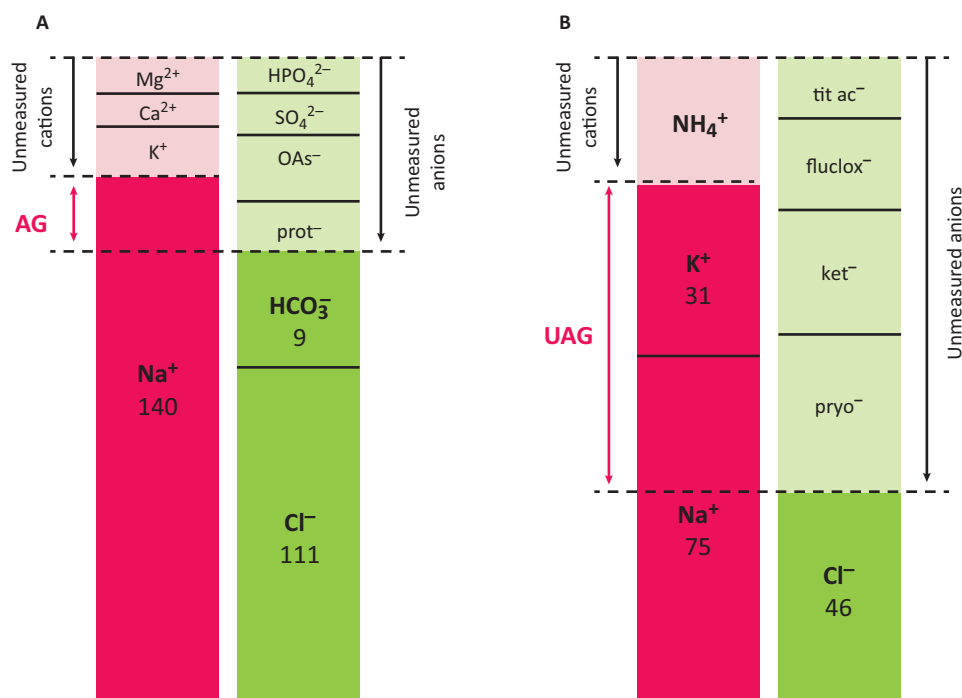 A
Unmeasured
cations
Mg²⁺
Ca²⁺
K⁺
AG
Na⁺
140
HPO₄²⁻
SO₄²⁻
OAs⁻
prot⁻
HCO₃⁻
9
Cl⁻
111
Unmeasured
anions
B
Unmeasured
cations
NH₄⁺
UAG
K⁺
31
Na⁺
75
tit ac⁻
fluclox⁻
ket⁻
pryo⁻
Cl⁻
46
Unmeasured anions